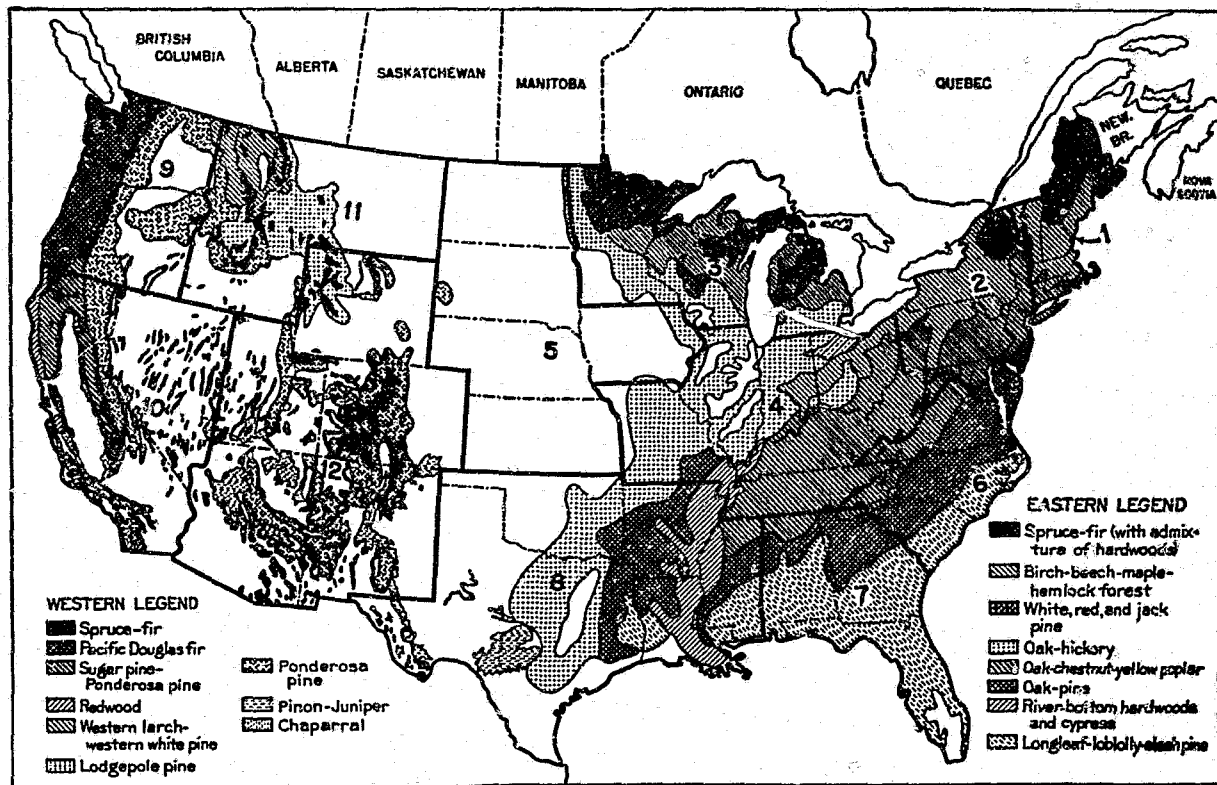 BRITISH
COLUMBIA
ALBERTA
SASKATCHEWAN
MANITOBA
ONTARIG
QUEBEC
NEW.
BR.
NOVA
SCOTIA
9
11
3
1
2
5
10
4
12
6
8
7
WESTERN LEGEND
Spruce-fir
Pacific Douglas fir
Sugar pine-
Ponderosa pine
Redwood
Western larch-
western white pine
Lodgepole pine
Ponderosa
pine
Pinon-Juniper
Chaparral
EASTERN LEGEND
Spruce-fir (with admix-
ture of hardwoods)
Birch-beech-maple-
hemlock forest
White, red, and jack
pine
Oak-hickory
Oak-chestnut-yellow poplar
Oak-pine
River-bottom hardwoods
and cypress
Longleaf-loblolly-slash pine